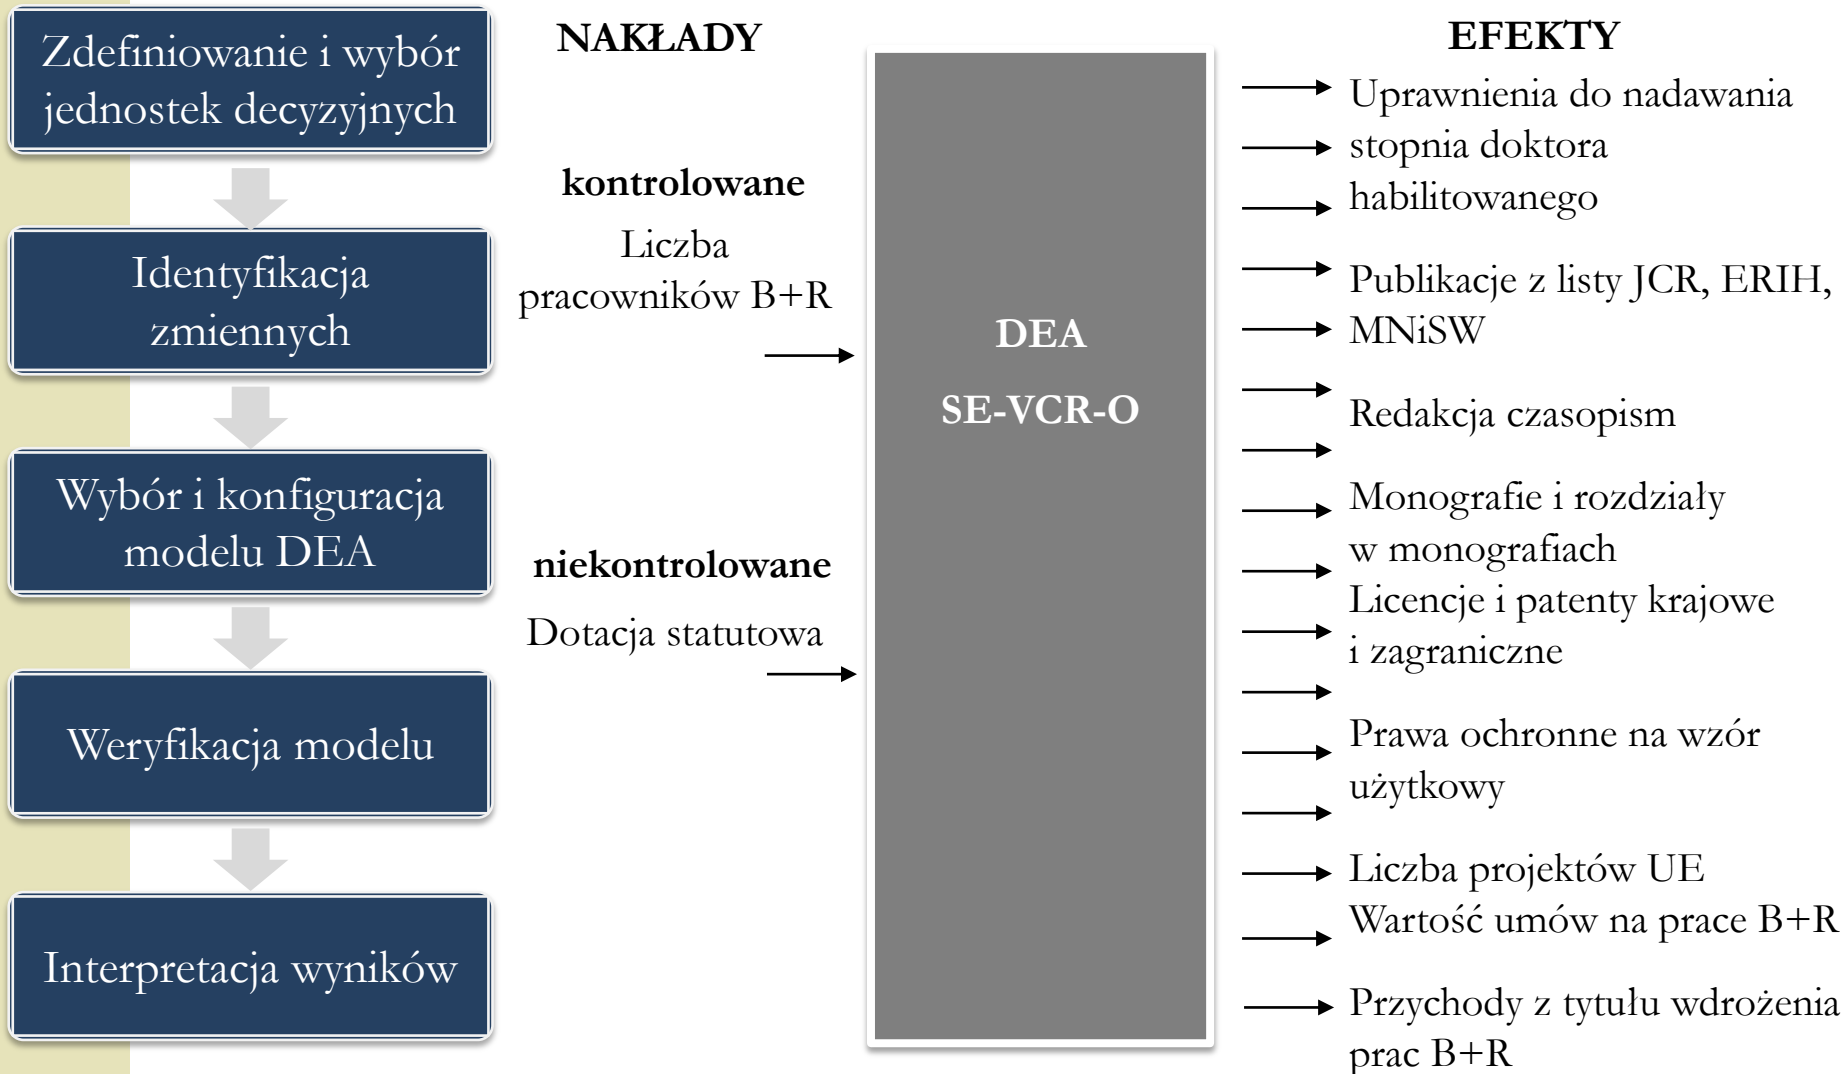 Zdefiniowanie i wybór
jednostek decyzyjnych
Identyfikacja
zmiennych
Wybór i konfiguracja
modelu DEA
Weryfikacja modelu
Interpretacja wyników
NAKŁADY
kontrolowane
Liczba
pracowników B+R
niekontrolowane
Dotacja statutowa
DEA
SE-VCR-O
EFEKTY
Uprawnienia do nadawania
stopnia doktora
habilitowanego
Publikacje z listy JCR, ERIH,
MNiSW
Redakcja czasopism
Monografie i rozdziały
w monografiach
Licencje i patenty krajowe
i zagraniczne
Prawa ochronne na wzór
użytkowy
Liczba projektów UE
Wartość umów na prace B+R
Przychody z tytułu wdrożenia
prac B+R